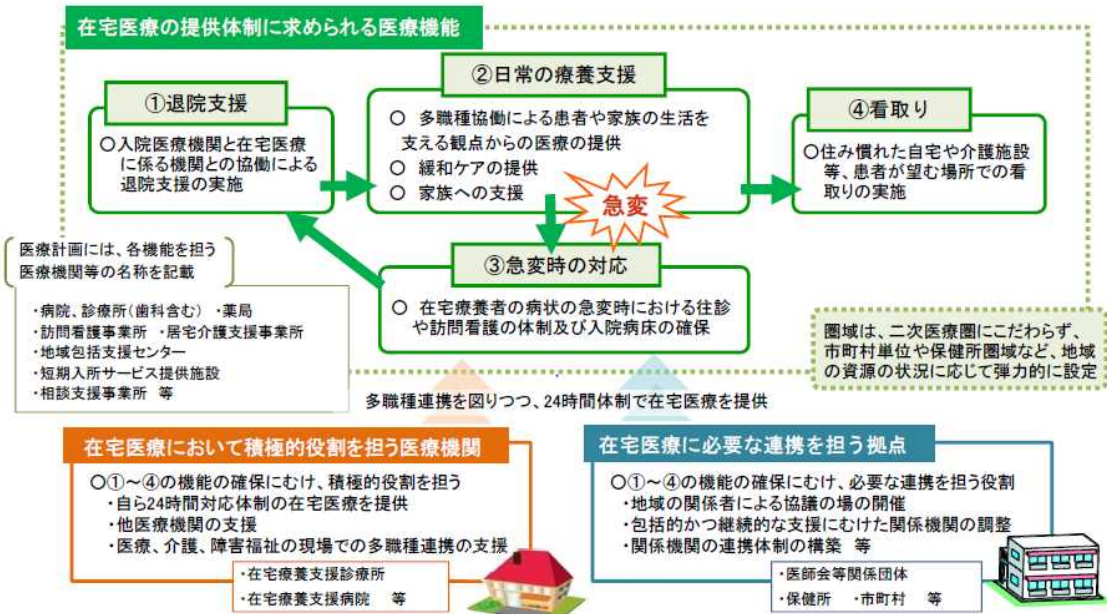 在宅医療の提供体制に求められる医療機能
①退院支援
○入院医療機関と在宅医療
に係る機関との協働による
退院支援の実施
②日常の療養支援
○ 多職種協働による患者や家族の生活を
支える観点からの医療の提供
○ 緩和ケアの提供
○ 家族への支援
急変
④看取り
○住み慣れた自宅や介護施設
等、患者が望む場所での看
取りの実施
③急変時の対応
○ 在宅療養者の病状の急変時における往診
や訪問看護の体制及び入院病床の確保
医療計画には、各機能を担う
医療機関等の名称を記載
・病院、診療所(歯科含む) ・薬局
・訪問看護事業所 ・居宅介護支援事業所
・地域包括支援センター
・短期入所サービス提供施設
・相談支援事業所 等
圏域は、二次医療圏にこだわらず、
市町村単位や保健所圏域など、地域
の資源の状況に応じて弾力的に設定
多職種連携を図りつつ、24時間体制で在宅医療を提供
在宅医療において積極的役割を担う医療機関
○①~④の機能の確保にむけ、積極的役割を担う
・自ら24時間対応体制の在宅医療を提供
・他医療機関の支援
・医療、介護、障害福祉の現場での多職種連携の支援
・在宅療養支援診療所
・在宅療養支援病院 等
在宅医療に必要な連携を担う拠点
○①~④の機能の確保にむけ、必要な連携を担う役割
・地域の関係者による協議の場の開催
・包括的かつ継続的な支援にむけた関係機関の調整
・関係機関の連携体制の構築 等
・医師会等関係団体
・保健所 ・市町村 等